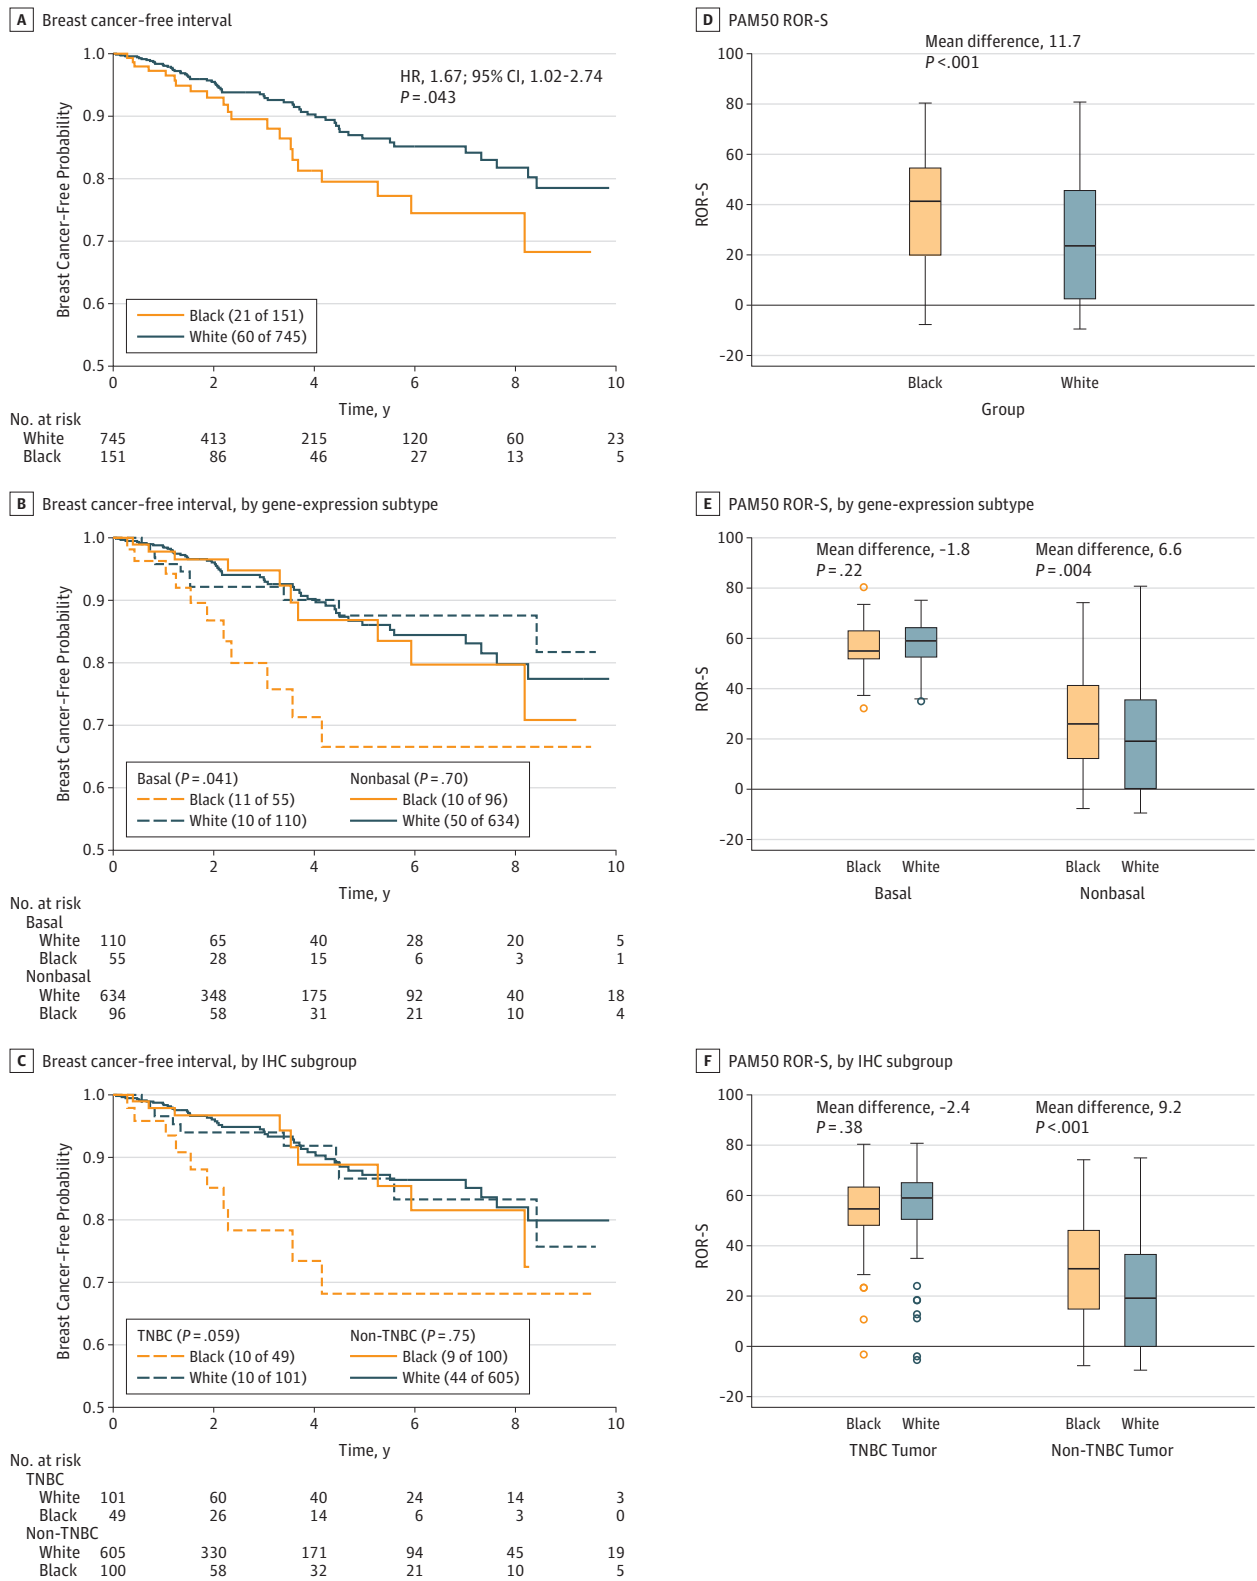 A Breast cancer-free interval
1.0
0.9
0.8
0.7
0.6
0.5
Breast Cancer-Free Probability
HR, 1.67; 95% CI, 1.02-2.74
P = .043
Black (21 of 151)
White (60 of 745)
0 2 4 6 8 10
Time, y
No. at risk
White 745 413 215 120 60 23
Black 151 86 46 27 13 5
D PAM50 ROR-S
Mean difference, 11.7
P <.001
100
80
60
40
20
0
-20
ROR-S
Black White
Group
B Breast cancer-free interval, by gene-expression subtype
1.0
0.9
0.8
0.7
0.6
0.5
Breast Cancer-Free Probability
Basal (P = .041) Nonbasal (P = .70)
Black (11 of 55) Black (10 of 96)
White (10 of 110) White (50 of 634)
0 2 4 6 8 10
Time, y
No. at risk
Basal
White 110 65 40 28 20 5
Black 55 28 15 6 3 1
Nonbasal
White 634 348 175 92 40 18
Black 96 58 31 21 10 4
E PAM50 ROR-S, by gene-expression subtype
Mean difference, -1.8 Mean difference, 6.6
P = .22 P = .004
100
80
60
40
20
0
-20
ROR-S
Black White Black White
Basal Nonbasal
C Breast cancer-free interval, by IHC subgroup
1.0
0.9
0.8
0.7
0.6
0.5
Breast Cancer-Free Probability
TNBC (P = .059) Non-TNBC (P = .75)
Black (10 of 49) Black (9 of 100)
White (10 of 101) White (44 of 605)
0 2 4 6 8 10
Time, y
No. at risk
TNBC
White 101 60 40 24 14 3
Black 49 26 14 6 3 0
Non-TNBC
White 605 330 171 94 45 19
Black 100 58 32 21 10 5
F PAM50 ROR-S, by IHC subgroup
Mean difference, -2.4 Mean difference, 9.2
P = .38 P <.001
100
80
60
40
20
0
-20
ROR-S
Black White Black White
TNBC Tumor Non-TNBC Tumor